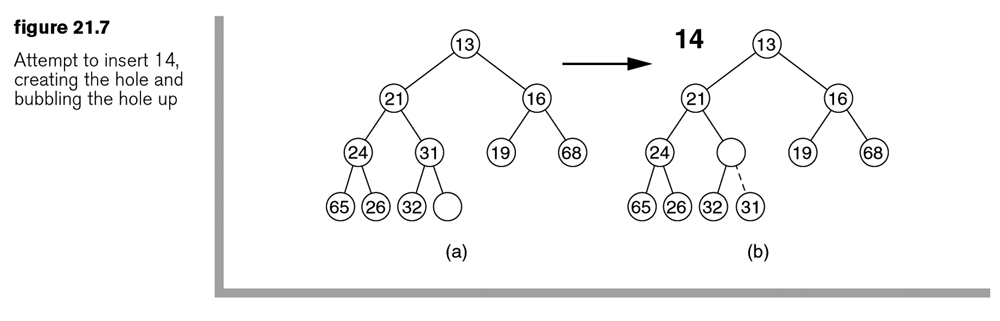 figure 21.7
Attempt to insert 14,
creating the hole and
bubbling the hole up
13
21 16
24 31 19 68
65 26 32
(a)
14
13
21 16
24 19 68
65 26 32 31
(b)